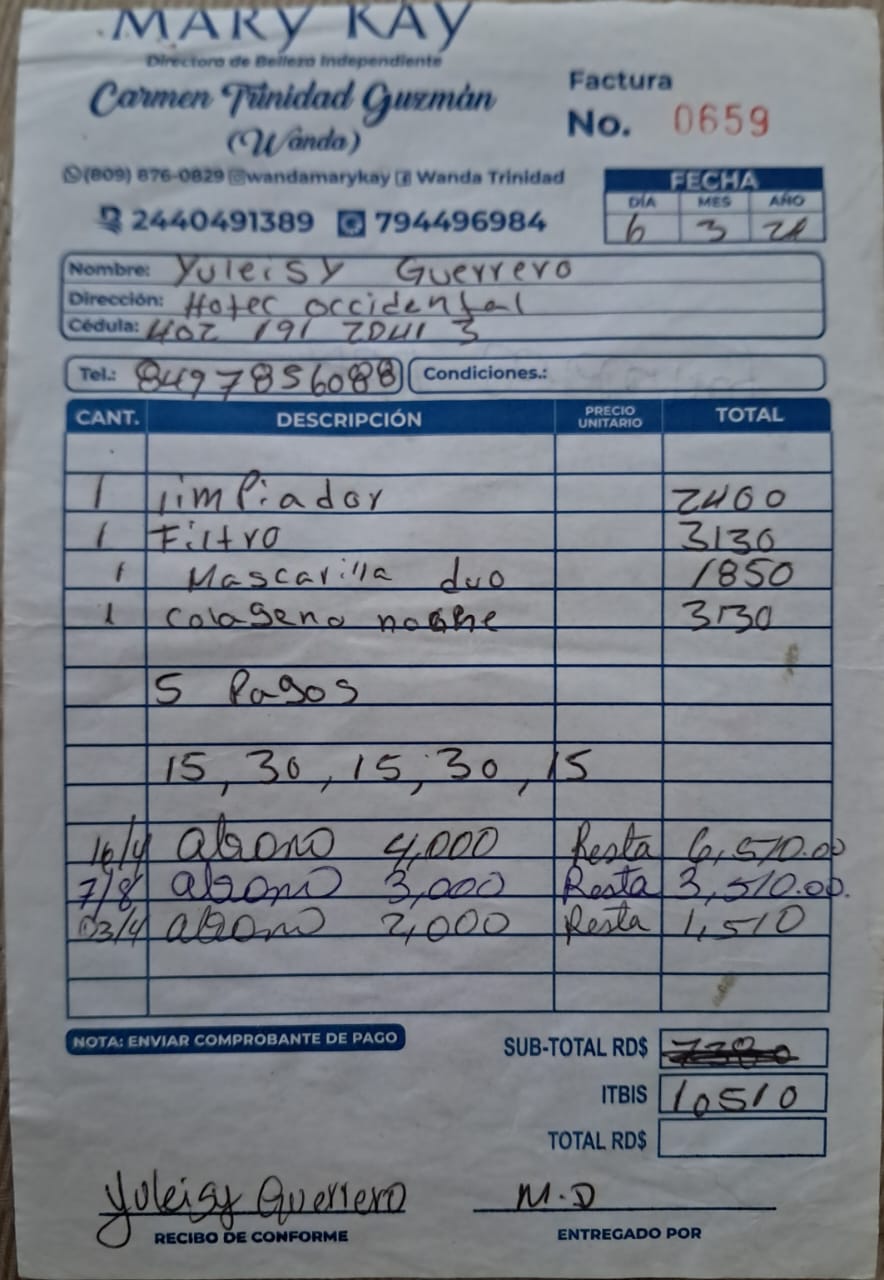 MARY KAY
Directora de Belleza Independiente
Carmen Trinidad Guzmán
(Wanda)
Factura
No. 0659
(809) 876-0829 wandamarykay Wanda Trinidad
2440491389 794496984
FECHA
DÍA MES AÑO
6 3 24
Nombre: Yuleisy Guerrero
Dirección: Hotec occidental
Cédula: 402 191 2041 3
Tel.: 8497856088 Condiciones.:
CANT. DESCRIPCIÓN PRECIO UNITARIO TOTAL
1 limpiador 2400
1 Filtro 3130
1 Mascarilla duo 1850
1 Colageno noche 3130
5 Pagos
15, 30, 15, 30, 15
16/4 abono 4,000 Resta 6,510.00
7/8 abono 3,000 Resta 3,510.00.
03/4 abono 2,000 Resta 1,510
NOTA: ENVIAR COMPROBANTE DE PAGO
SUB-TOTAL RD$ 7380
ITBIS 10510
TOTAL RD$
Yuleisy Guerrero M.D
RECIBO DE CONFORME ENTREGADO POR